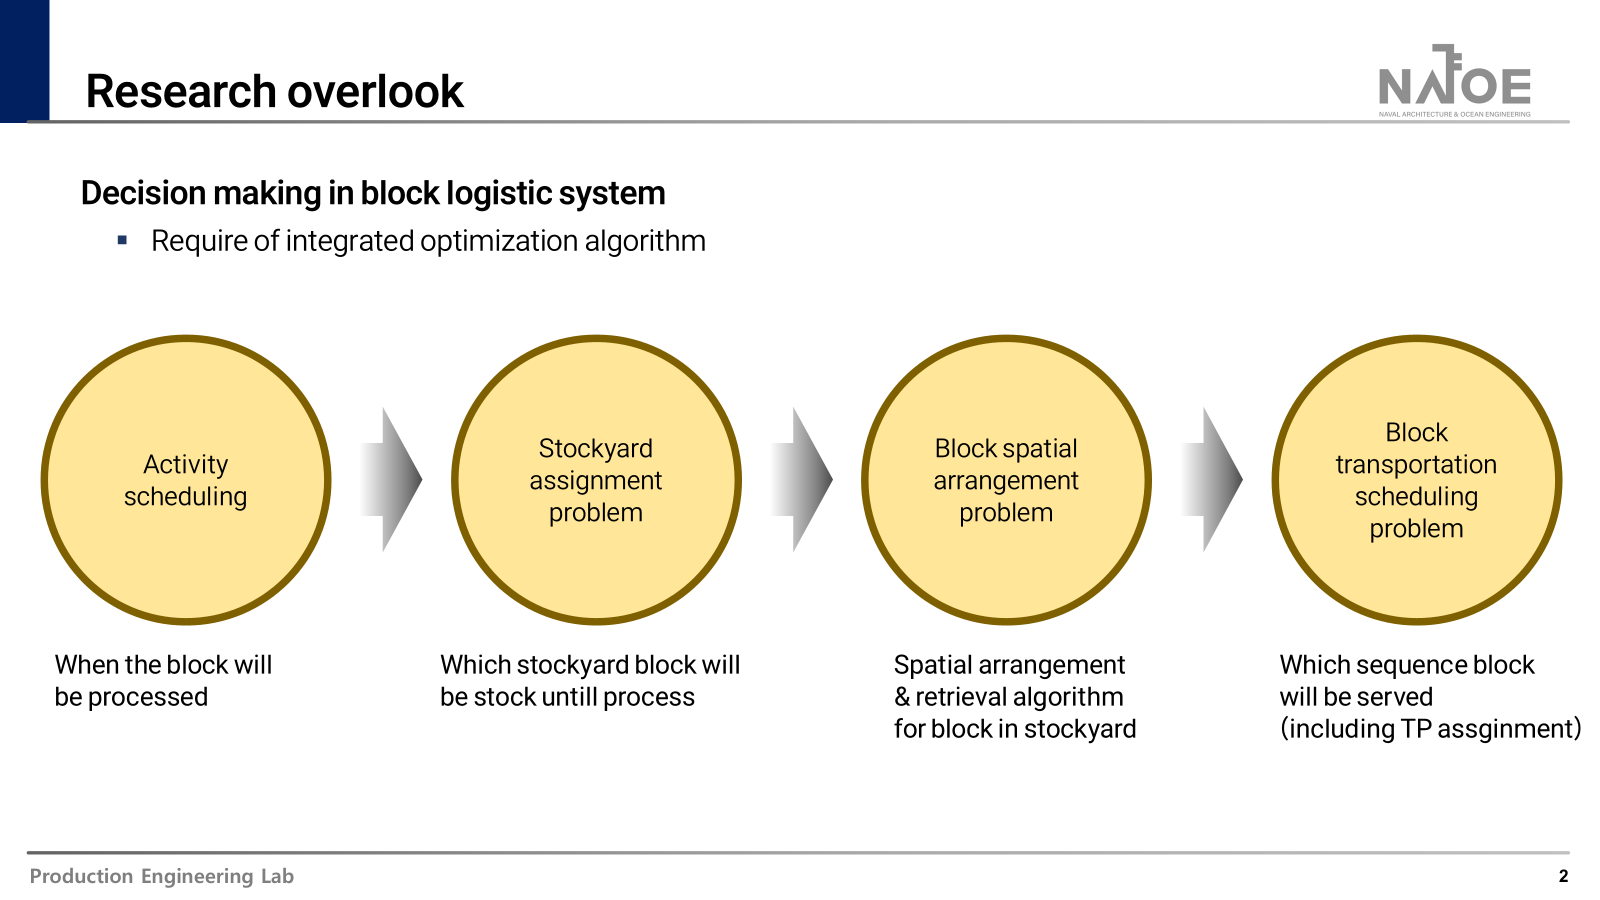 Research overlook
NATOE
NAVAL ARCHITECTURE & OCEAN ENGINEERING
Decision making in block logistic system
▪ Require of integrated optimization algorithm
Activity
scheduling
Stockyard
assignment
problem
Block spatial
arrangement
problem
Block
transportation
scheduling
problem
When the block will
be processed
Which stockyard block will
be stock untill process
Spatial arrangement
& retrieval algorithm
for block in stockyard
Which sequence block
will be served
(including TP assginment)
Production Engineering Lab
2